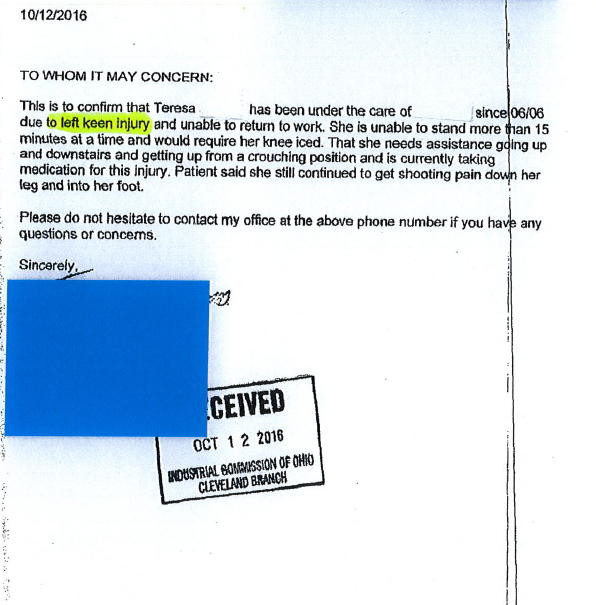 10/12/2016
TO WHOM IT MAY CONCERN:
This is to confirm that Teresa has been under the care of since 06/06
due to left keen injury and unable to return to work. She is unable to stand more than 15
minutes at a time and would require her knee iced. That she needs assistance going up
and downstairs and getting up from a crouching position and is currently taking
medication for this injury. Patient said she still continued to get shooting pain down her
leg and into her foot.
Please do not hesitate to contact my office at the above phone number if you have any
questions or concerns.
Sincerely,
CEIVED
OCT 12 2016
INDUSTRIAL COMMISSION OF OHIO
CLEVELAND BRANCH